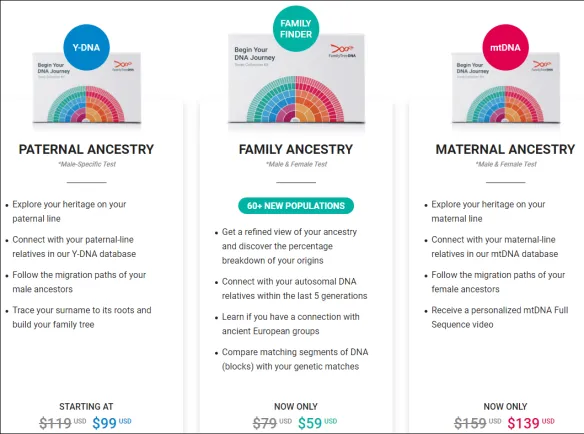 Y-DNA
Begin Your
DNA Journey
FamilyTreeDNA
PATERNAL ANCESTRY
*Male-Specific Test
Explore your heritage on your
paternal line
Connect with your paternal-line
relatives in our Y-DNA database
Follow the migration paths of your
male ancestors
Trace your surname to its roots and
build your family tree
STARTING AT
$119 USD $99 USD
FAMILY
FINDER
Begin Your
DNA Journey
FamilyTreeDNA
FAMILY ANCESTRY
*Male & Female Test
60+ NEW POPULATIONS
Get a refined view of your ancestry
and discover the percentage
breakdown of your origins
Connect with your autosomal DNA
relatives within the last 5 generations
Learn if you have a connection with
ancient European groups
Compare matching segments of DNA
(blocks) with your genetic matches
NOW ONLY
$79 USD $59 USD
mtDNA
Begin Your
DNA Journey
FamilyTreeDNA
MATERNAL ANCESTRY
*Male & Female Test
Explore your heritage on your
maternal line
Connect with your maternal-line
relatives in our mtDNA database
Follow the migration paths of your
female ancestors
Receive a personalized mtDNA Full
Sequence video
NOW ONLY
$159 USD $139 USD